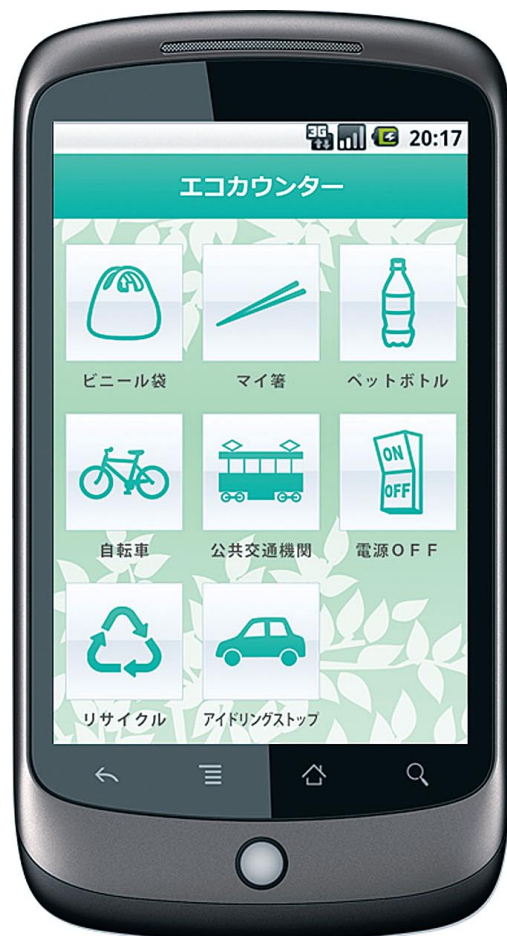 3G 20:17
エコカウンター
ビニール袋 マイ箸 ペットボトル
ON
OFF
自転車 公共交通機関 電源OFF
リサイクル アイドリングストップ